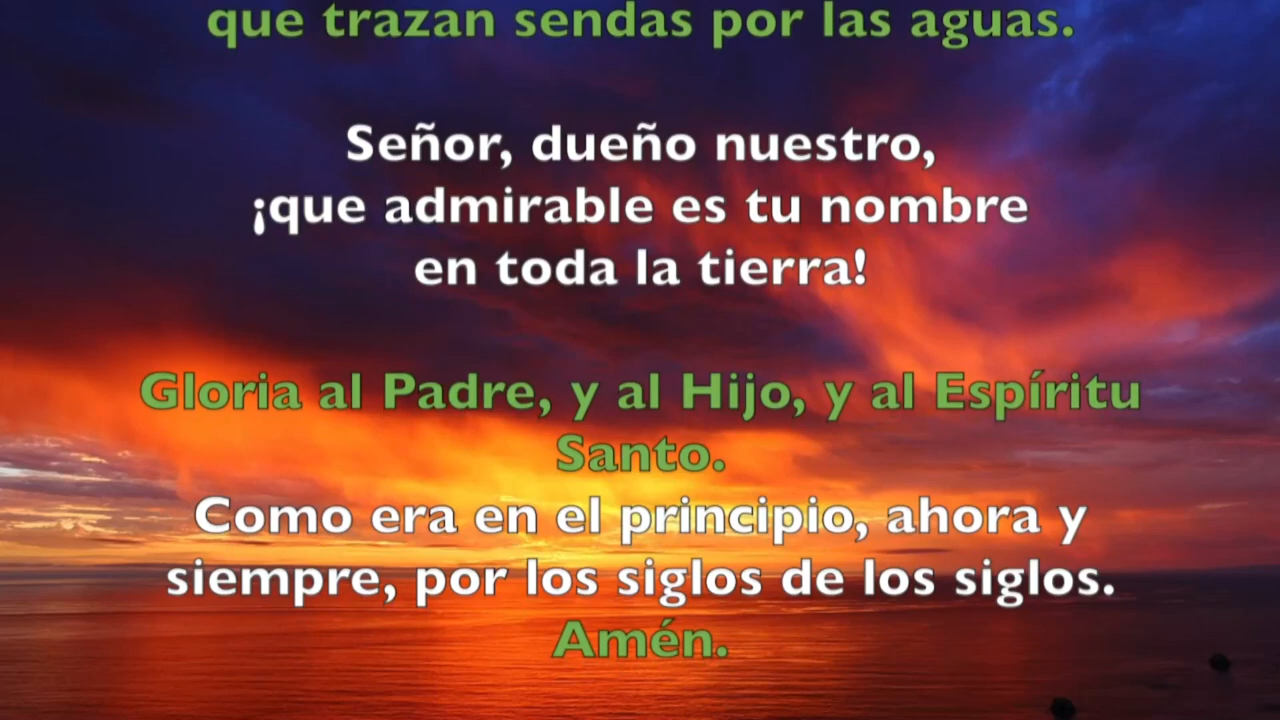 que trazan sendas por las aguas.
Señor, dueño nuestro,
¡que admirable es tu nombre
en toda la tierra!
Gloria al Padre, y al Hijo, y al Espíritu
Santo.
Como era en el principio, ahora y
siempre, por los siglos de los siglos.
Amén.